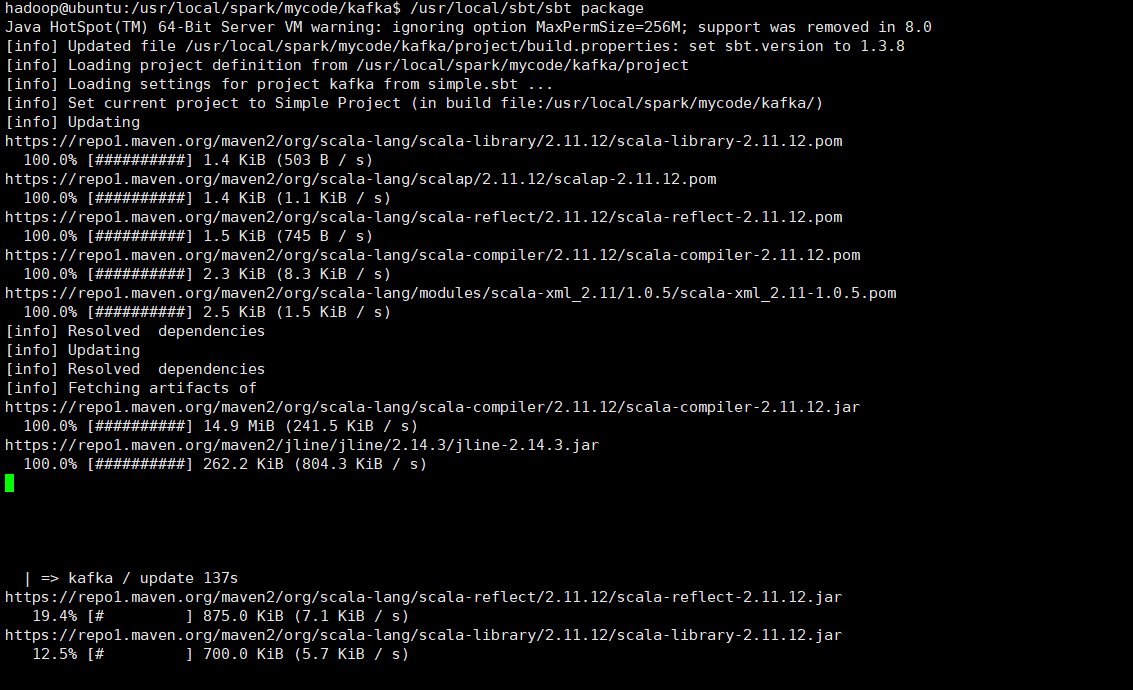 hadoop@ubuntu:/usr/local/spark/mycode/kafka$ /usr/local/sbt/sbt package
Java HotSpot(TM) 64-Bit Server VM warning: ignoring option MaxPermSize=256M; support was removed in 8.0
[info] Updated file /usr/local/spark/mycode/kafka/project/build.properties: set sbt.version to 1.3.8
[info] Loading project definition from /usr/local/spark/mycode/kafka/project
[info] Loading settings for project kafka from simple.sbt ...
[info] Set current project to Simple Project (in build file:/usr/local/spark/mycode/kafka/)
[info] Updating
https://repo1.maven.org/maven2/org/scala-lang/scala-library/2.11.12/scala-library-2.11.12.pom
  100.0% [##########] 1.4 KiB (503 B / s)
https://repo1.maven.org/maven2/org/scala-lang/scalap/2.11.12/scalap-2.11.12.pom
  100.0% [##########] 1.4 KiB (1.1 KiB / s)
https://repo1.maven.org/maven2/org/scala-lang/scala-reflect/2.11.12/scala-reflect-2.11.12.pom
  100.0% [##########] 1.5 KiB (745 B / s)
https://repo1.maven.org/maven2/org/scala-lang/scala-compiler/2.11.12/scala-compiler-2.11.12.pom
  100.0% [##########] 2.3 KiB (8.3 KiB / s)
https://repo1.maven.org/maven2/org/scala-lang/modules/scala-xml_2.11/1.0.5/scala-xml_2.11-1.0.5.pom
  100.0% [##########] 2.5 KiB (1.5 KiB / s)
[info] Resolved  dependencies
[info] Updating
[info] Resolved  dependencies
[info] Fetching artifacts of
https://repo1.maven.org/maven2/org/scala-lang/scala-compiler/2.11.12/scala-compiler-2.11.12.jar
  100.0% [##########] 14.9 MiB (241.5 KiB / s)
https://repo1.maven.org/maven2/jline/jline/2.14.3/jline-2.14.3.jar
  100.0% [##########] 262.2 KiB (804.3 KiB / s)
  | => kafka / update 137s
https://repo1.maven.org/maven2/org/scala-lang/scala-reflect/2.11.12/scala-reflect-2.11.12.jar
   19.4% [#         ] 875.0 KiB (7.1 KiB / s)
https://repo1.maven.org/maven2/org/scala-lang/scala-library/2.11.12/scala-library-2.11.12.jar
   12.5% [#         ] 700.0 KiB (5.7 KiB / s)